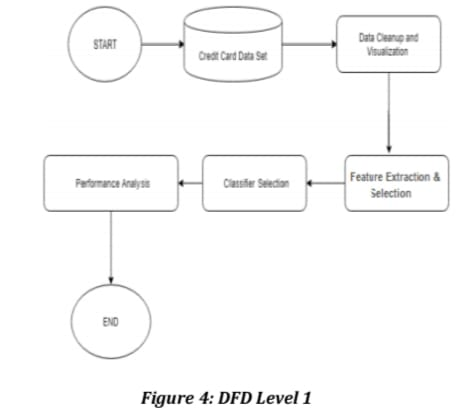 START
Credit Card Data Set
Data Cleanup and
Visualization
Feature Extraction &
Selection
Classifier Selection
Performance Analysis
END
Figure 4: DFD Level 1